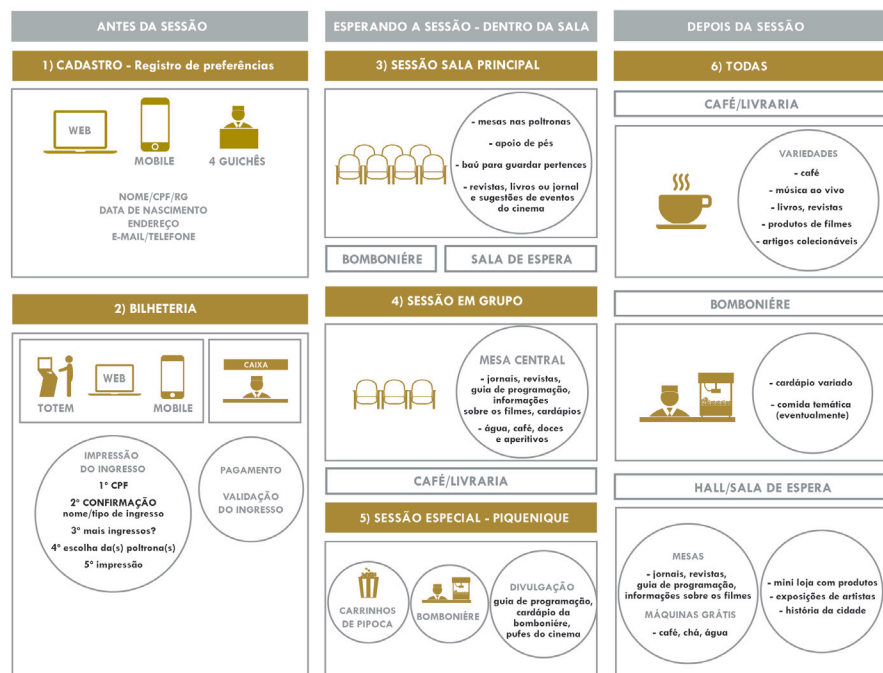 ANTES DA SESSÃO
1) CADASTRO - Registro de preferências
WEB
MOBILE
4 GUICHÊS
NOME/CPF/RG
DATA DE NASCIMENTO
ENDEREÇO
E-MAIL/TELEFONE
2) BILHETERIA
TOTEM
WEB
MOBILE
CAIXA
IMPRESSÃO
DO INGRESSO
1º CPF
2º CONFIRMAÇÃO
nome/tipo de ingresso
3º mais ingressos?
4º escolha da(s) poltrona(s)
5º impressão
PAGAMENTO
VALIDAÇÃO
DO INGRESSO
ESPERANDO A SESSÃO - DENTRO DA SALA
3) SESSÃO SALA PRINCIPAL
- mesas nas poltronas
- apoio de pés
- baú para guardar pertences
- revistas, livros ou jornal
e sugestões de eventos
do cinema
BOMBONIÉRE
SALA DE ESPERA
4) SESSÃO EM GRUPO
MESA CENTRAL
- jornais, revistas,
guia de programação,
informações
sobre os filmes, cardápios
- água, café, doces
e aperitivos
CAFÉ/LIVRARIA
5) SESSÃO ESPECIAL - PIQUENIQUE
CARRINHOS
DE PIPOCA
BOMBONIÉRE
DIVULGAÇÃO
guia de programação,
cardápio da
bomboniére,
pufes do cinema
DEPOIS DA SESSÃO
6) TODAS
CAFÉ/LIVRARIA
VARIEDADES
- café
- música ao vivo
- livros, revistas
- produtos de filmes
- artigos colecionáveis
BOMBONIÉRE
- cardápio variado
- comida temática
(eventualmente)
HALL/SALA DE ESPERA
MESAS
- jornais, revistas,
guia de programação,
informações sobre os filmes
MÁQUINAS GRÁTIS
- café, chá, água
- mini loja com produtos
- exposições de artistas
- história da cidade